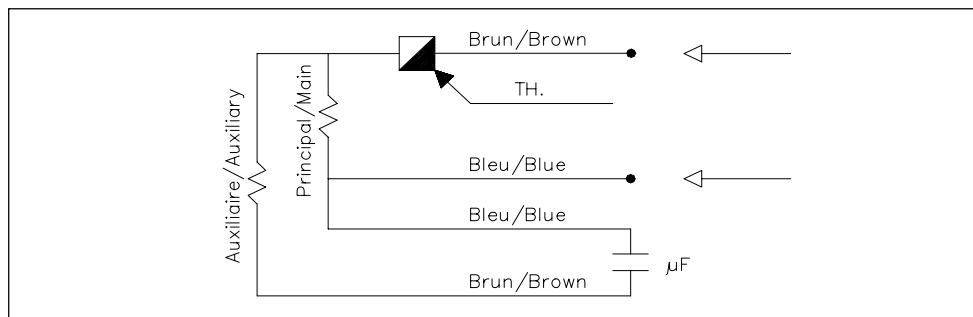 Brun/Brown
TH.
Principal/Main
Auxiliaire/Auxiliary
Bleu/Blue
Bleu/Blue
µF
Brun/Brown